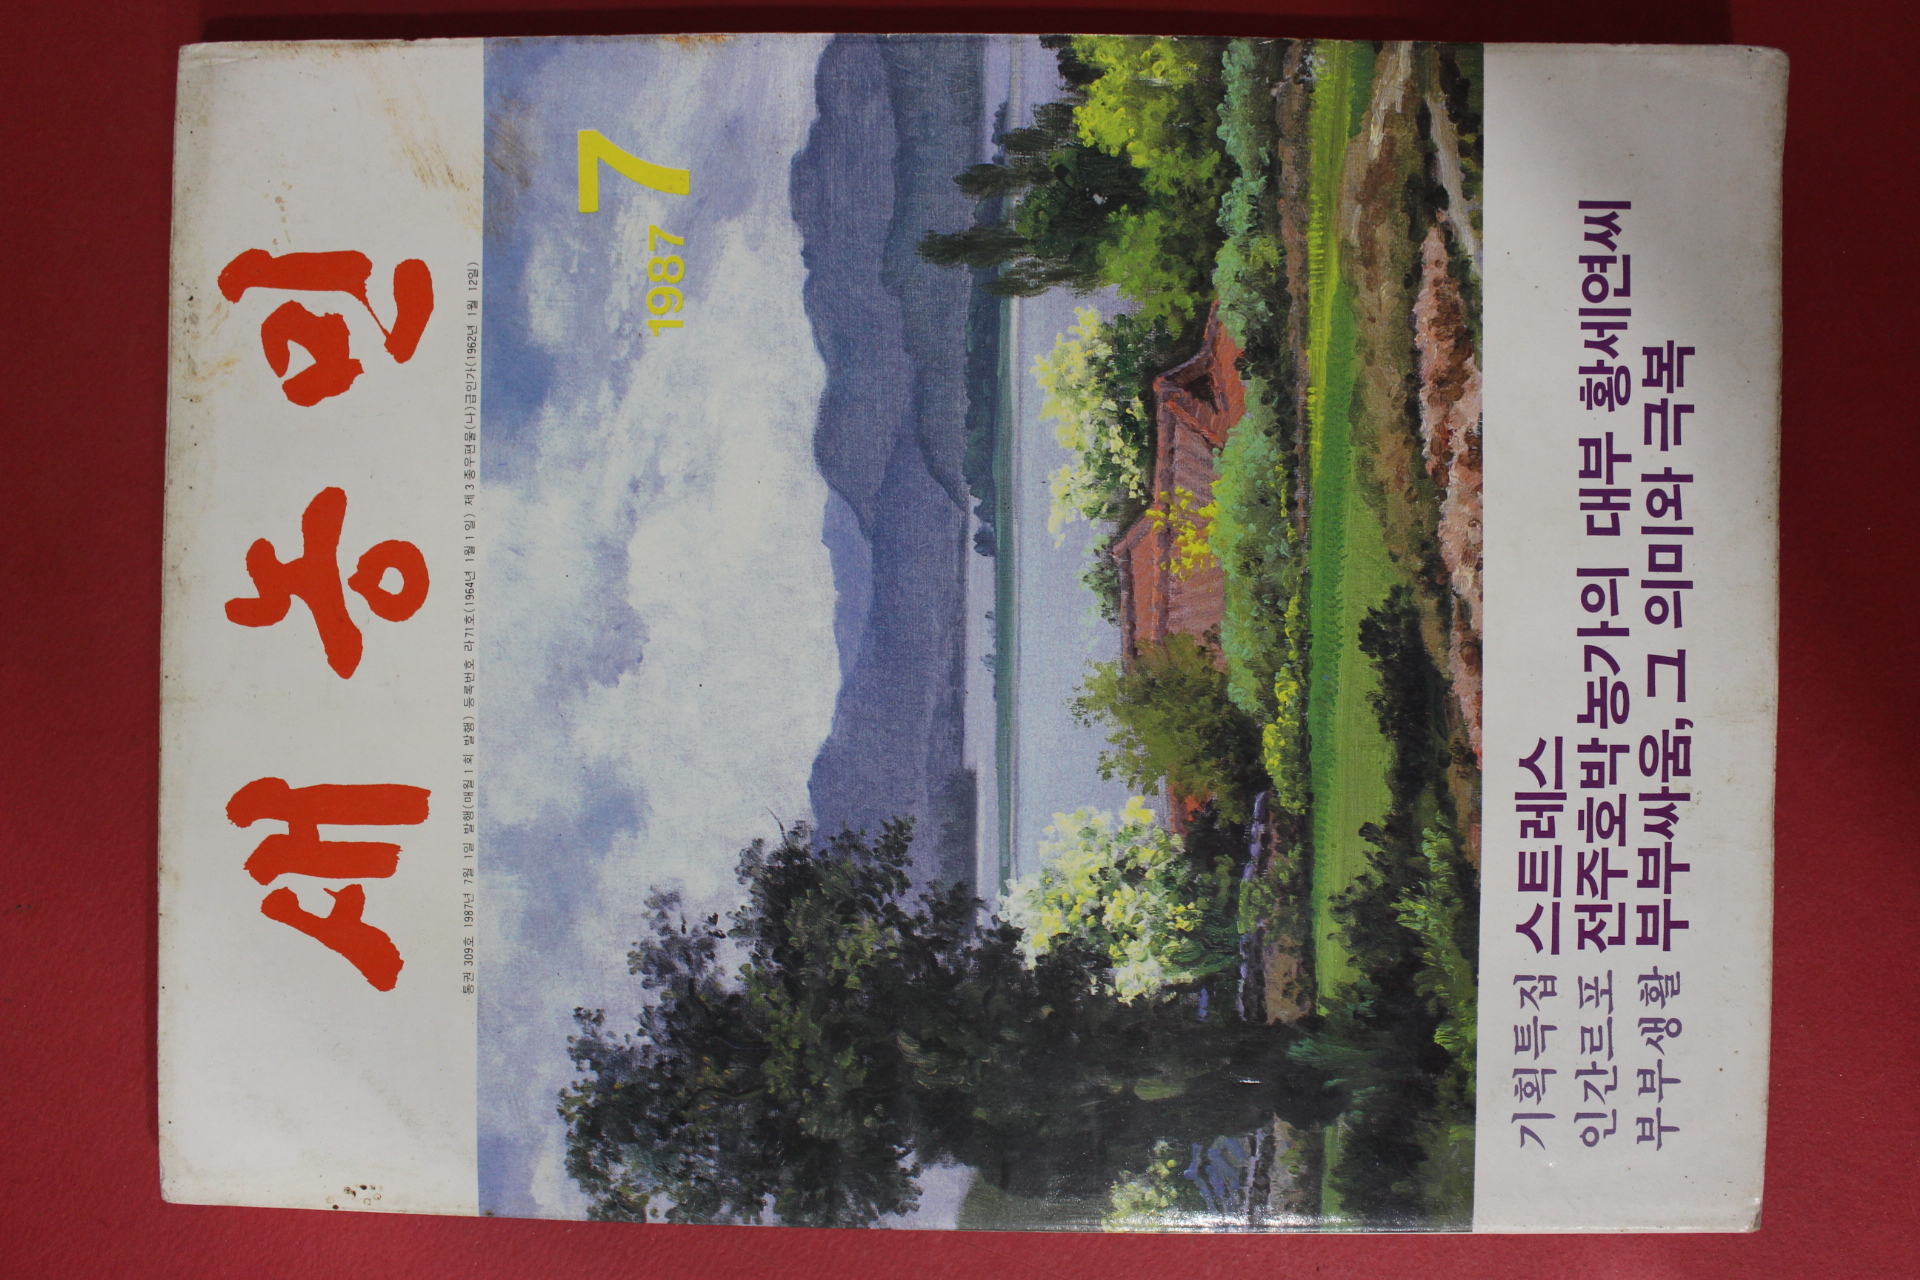 새농민
통권 309호 1987년 7월 1일 발행(매월 1 회 발행) 등록번호 라기호(1964년 1월 1 일) 제 3 종우편물(나)급인가(1962년 1월 12일)
1987 7
기획특집 스트레스
인간르포 전주호박농가의 대부 황세연씨
부부생활 부부싸움, 그 의미와 극복